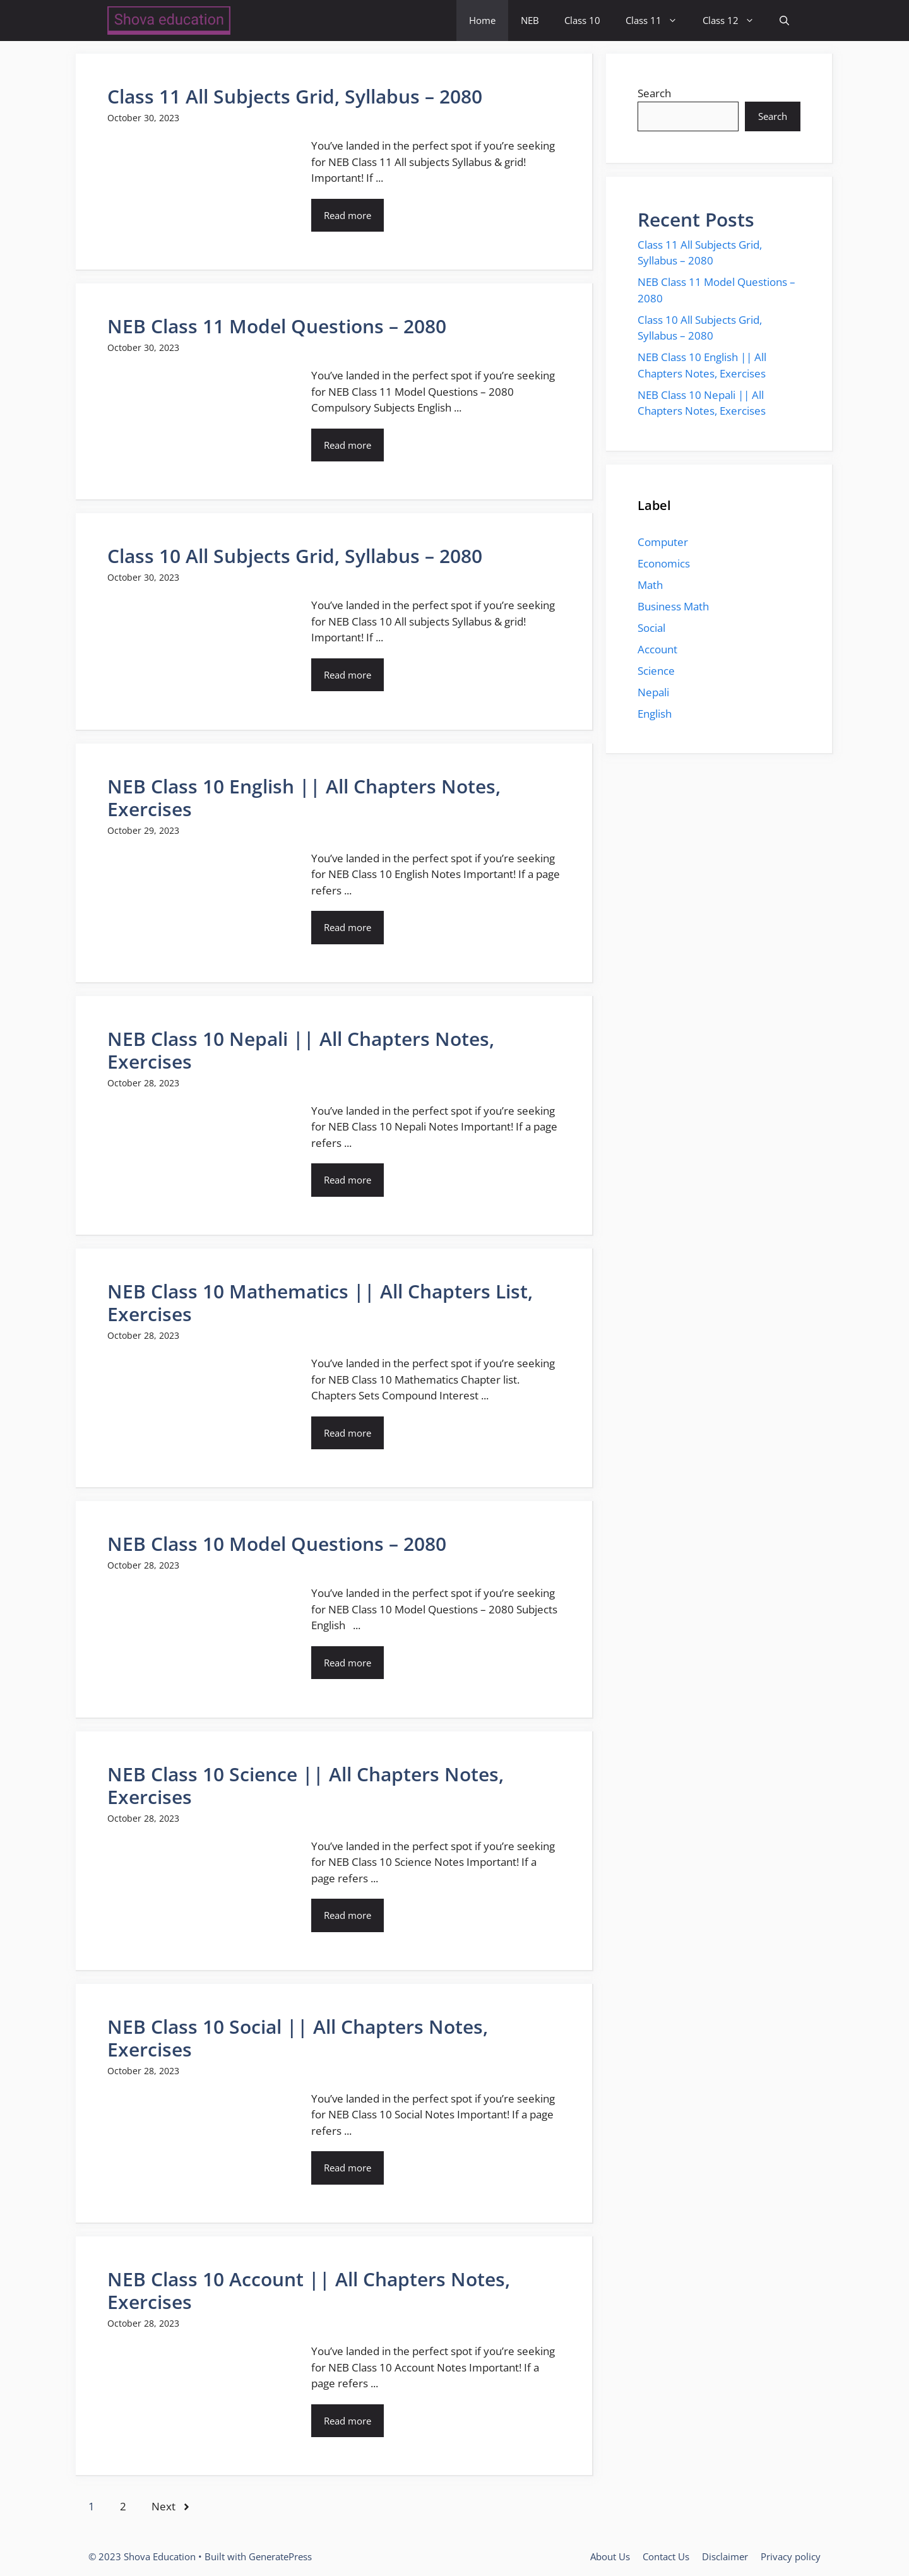 Shova education
Home
NEB
Class 10
Class 11
Class 12
Class 11 All Subjects Grid, Syllabus – 2080
October 30, 2023
You’ve landed in the perfect spot if you’re seeking
for NEB Class 11 All subjects Syllabus & grid!
Important! If ...
Read more
NEB Class 11 Model Questions – 2080
October 30, 2023
You’ve landed in the perfect spot if you’re seeking
for NEB Class 11 Model Questions – 2080
Compulsory Subjects English ...
Read more
Class 10 All Subjects Grid, Syllabus – 2080
October 30, 2023
You’ve landed in the perfect spot if you’re seeking
for NEB Class 10 All subjects Syllabus & grid!
Important! If ...
Read more
NEB Class 10 English || All Chapters Notes,
Exercises
October 29, 2023
You’ve landed in the perfect spot if you’re seeking
for NEB Class 10 English Notes Important! If a page
refers ...
Read more
NEB Class 10 Nepali || All Chapters Notes,
Exercises
October 28, 2023
You’ve landed in the perfect spot if you’re seeking
for NEB Class 10 Nepali Notes Important! If a page
refers ...
Read more
NEB Class 10 Mathematics || All Chapters List,
Exercises
October 28, 2023
You’ve landed in the perfect spot if you’re seeking
for NEB Class 10 Mathematics Chapter list.
Chapters Sets Compound Interest ...
Read more
NEB Class 10 Model Questions – 2080
October 28, 2023
You’ve landed in the perfect spot if you’re seeking
for NEB Class 10 Model Questions – 2080 Subjects
English ...
Read more
NEB Class 10 Science || All Chapters Notes,
Exercises
October 28, 2023
You’ve landed in the perfect spot if you’re seeking
for NEB Class 10 Science Notes Important! If a
page refers ...
Read more
NEB Class 10 Social || All Chapters Notes,
Exercises
October 28, 2023
You’ve landed in the perfect spot if you’re seeking
for NEB Class 10 Social Notes Important! If a page
refers ...
Read more
NEB Class 10 Account || All Chapters Notes,
Exercises
October 28, 2023
You’ve landed in the perfect spot if you’re seeking
for NEB Class 10 Account Notes Important! If a
page refers ...
Read more
1 2 Next
Search
Search
Recent Posts
Class 11 All Subjects Grid,
Syllabus – 2080
NEB Class 11 Model Questions –
2080
Class 10 All Subjects Grid,
Syllabus – 2080
NEB Class 10 English || All
Chapters Notes, Exercises
NEB Class 10 Nepali || All
Chapters Notes, Exercises
Label
Computer
Economics
Math
Business Math
Social
Account
Science
Nepali
English
© 2023 Shova Education • Built with GeneratePress
About Us
Contact Us
Disclaimer
Privacy policy